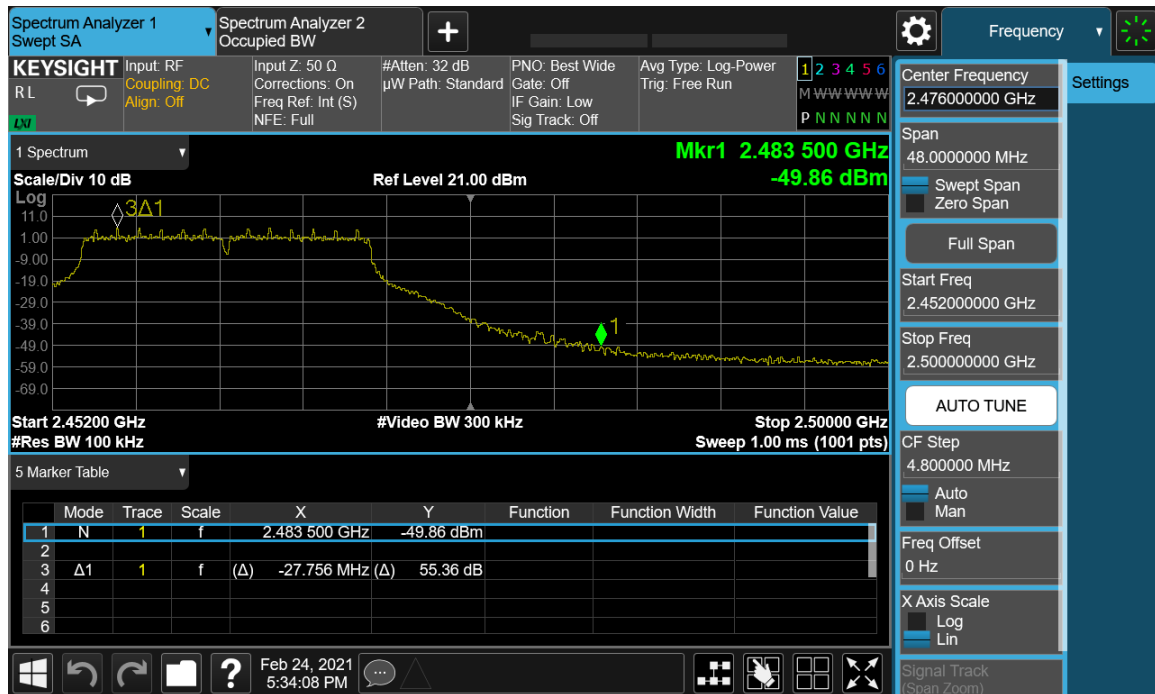 Spectrum Analyzer 1
Swept SA
Spectrum Analyzer 2
Occupied BW
Frequency
KEYSIGHT
RL
LXI
Input: RF
Coupling: DC
Align: Off
Input Z: 50 Ω
Corrections: On
Freq Ref: Int (S)
NFE: Full
#Atten: 32 dB
µW Path: Standard
PNO: Best Wide
Gate: Off
IF Gain: Low
Sig Track: Off
Avg Type: Log-Power
Trig: Free Run
1 2 3 4 5 6
M W W W W W
P N N N N N
1 Spectrum
Mkr1 2.483 500 GHz
-49.86 dBm
Scale/Div 10 dB
Ref Level 21.00 dBm
Log
11.0
1.00
-9.00
-19.0
-29.0
-39.0
-49.0
-59.0
-69.0
3Δ1
1
Start 2.45200 GHz
#Video BW 300 kHz
Stop 2.50000 GHz
#Res BW 100 kHz
Sweep 1.00 ms (1001 pts)
5 Marker Table
Mode Trace Scale X Y Function Function Width Function Value
1 N 1 f 2.483 500 GHz -49.86 dBm
2
3 Δ1 1 f (Δ) -27.756 MHz (Δ) 55.36 dB
4
5
6
Feb 24, 2021
5:34:08 PM
Center Frequency
2.476000000 GHz
Settings
Span
48.0000000 MHz
Swept Span
Zero Span
Full Span
Start Freq
2.452000000 GHz
Stop Freq
2.500000000 GHz
AUTO TUNE
CF Step
4.800000 MHz
Auto
Man
Freq Offset
0 Hz
X Axis Scale
Log
Lin
Signal Track
(Span Zoom)